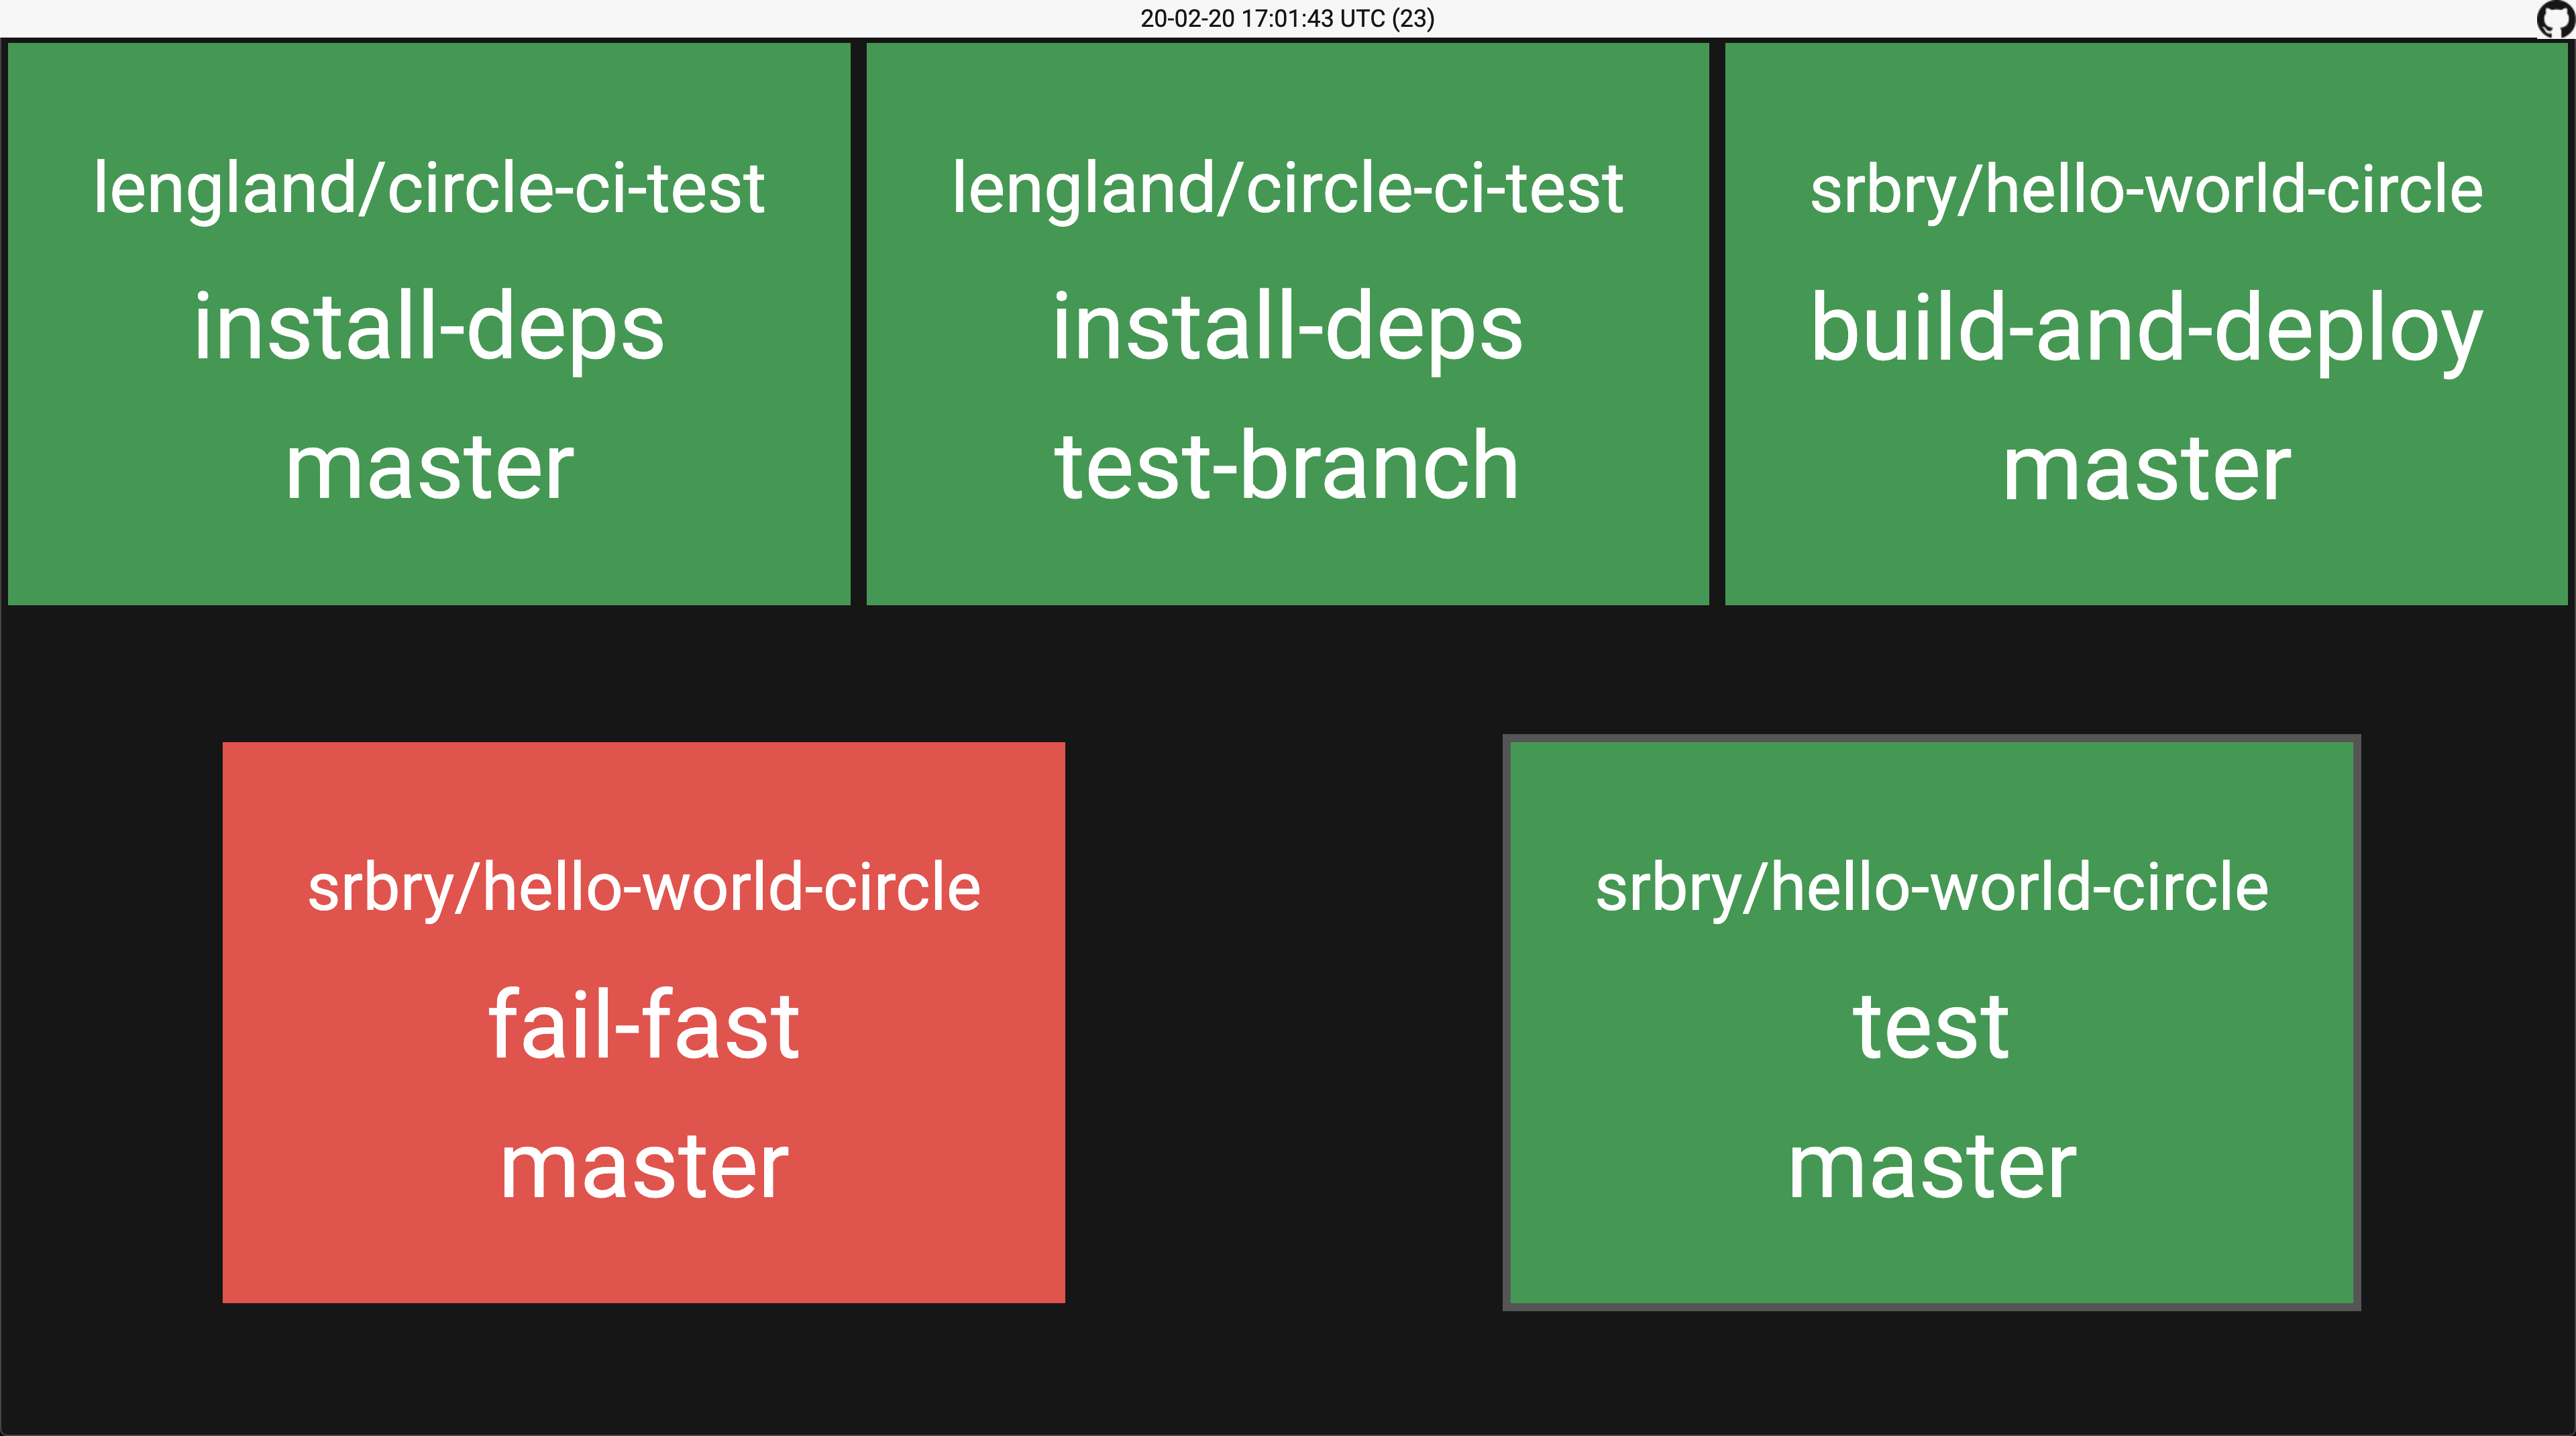 20-02-20 17:01:43 UTC (23)
lengland/circle-ci-test
install-deps
master
lengland/circle-ci-test
install-deps
test-branch
srbry/hello-world-circle
build-and-deploy
master
srbry/hello-world-circle
fail-fast
master
srbry/hello-world-circle
test
master